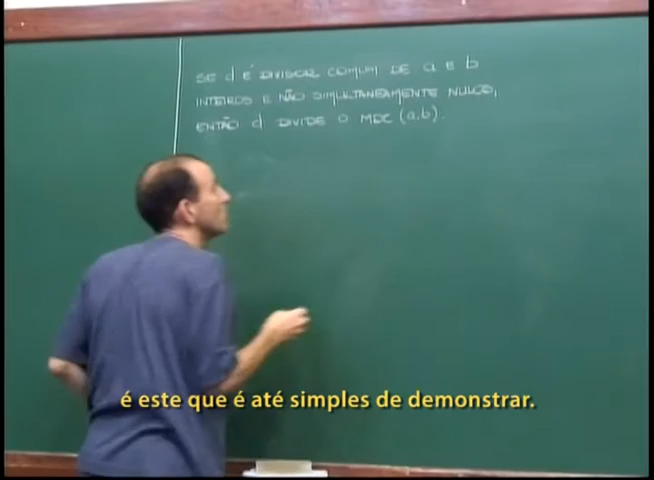 SE d É DIVISOR COMUM DE a E b
INTEIROS E NÃO SIMULTANEAMENTE NULOS,
ENTÃO d DIVIDE O MDC (a,b).
é este que é até simples de demonstrar.